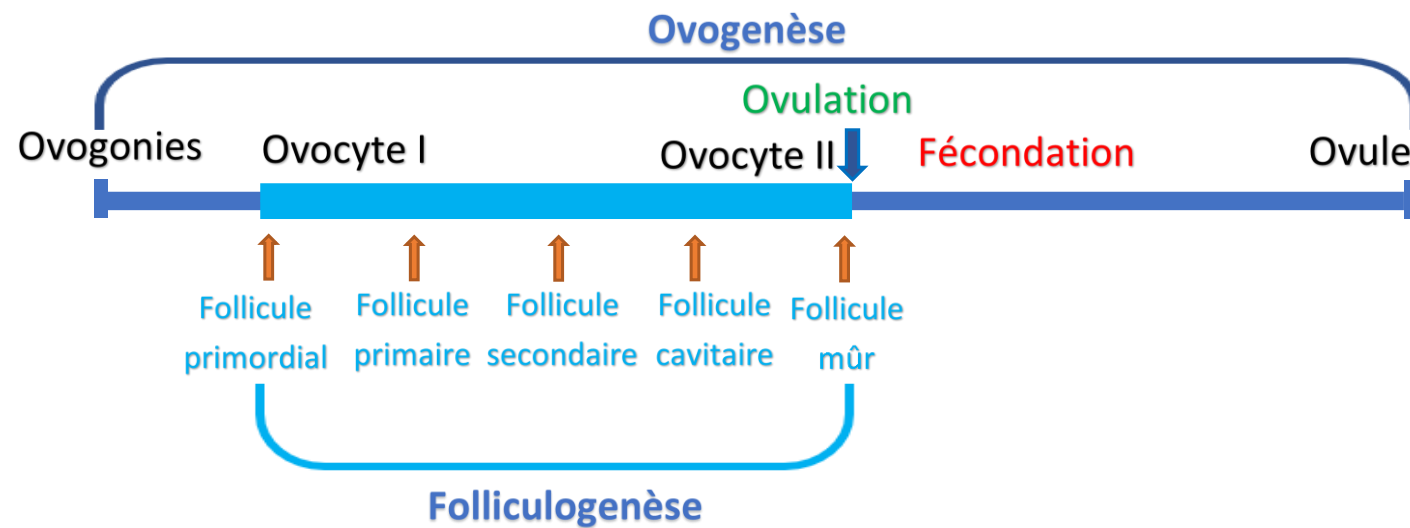 Ovogenèse
Ovulation
Ovogonies
Ovocyte I
Ovocyte II
Fécondation
Ovule
Follicule
primordial
Follicule
primaire
Follicule
secondaire
Follicule
cavitaire
Follicule
mûr
Folliculogenèse